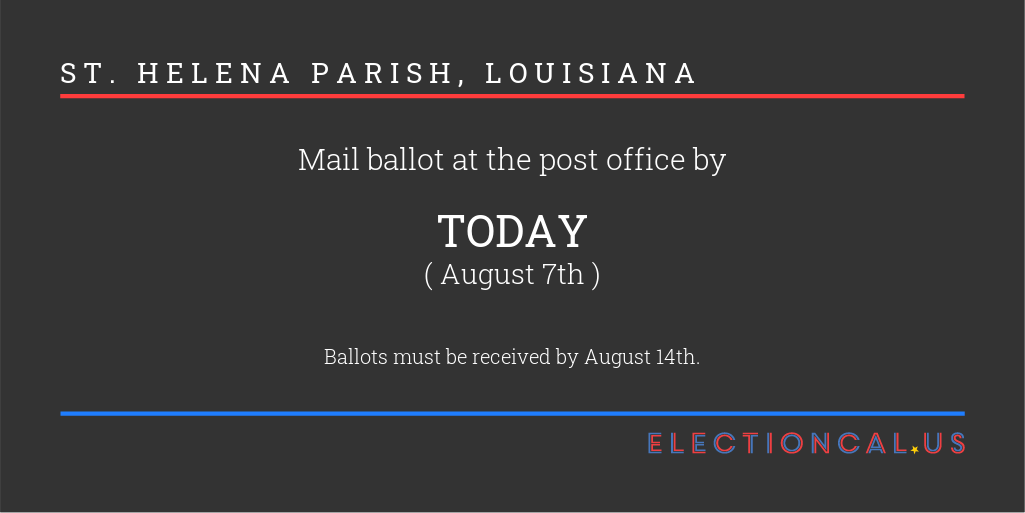 ST. HELENA PARISH, LOUISIANA
Mail ballot at the post office by
TODAY
( August 7th )
Ballots must be received by August 14th.
ELECTIONCAL.US